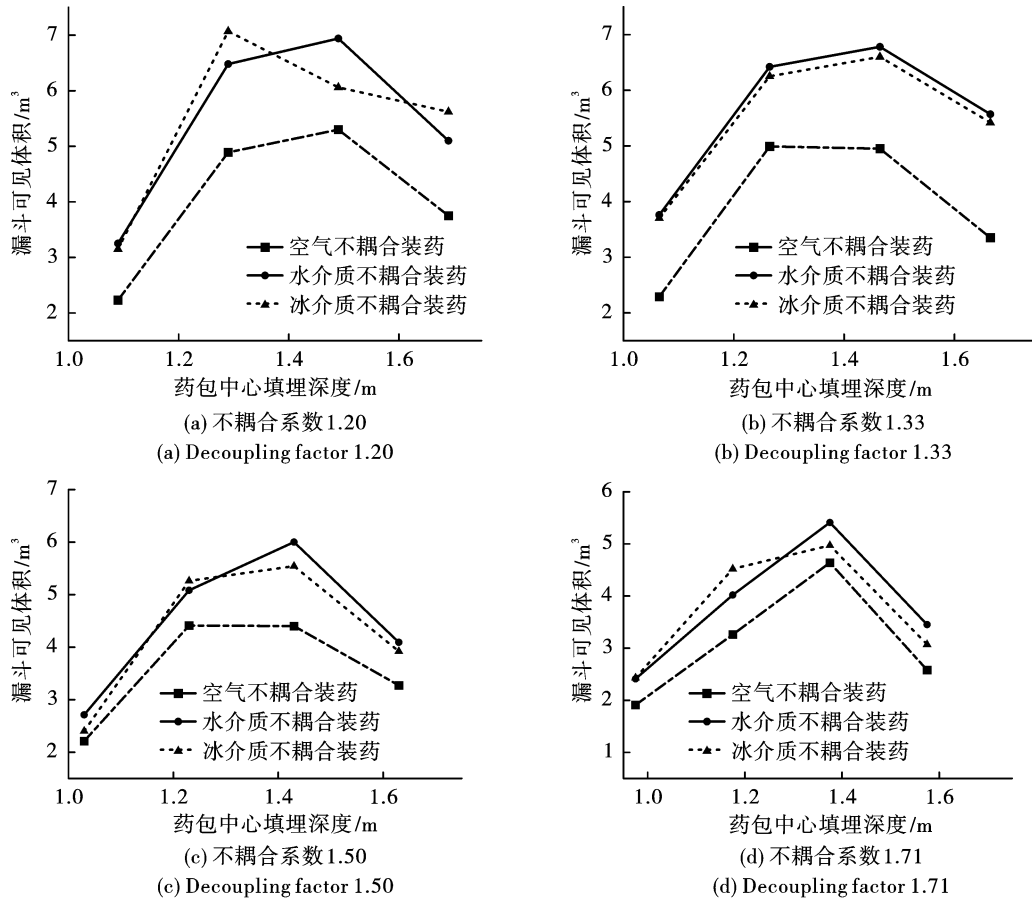 7
6
5
4
3
2
漏斗可见体积/m³
空气不耦合装药
水介质不耦合装药
冰介质不耦合装药
1.0 1.2 1.4 1.6
药包中心填埋深度/m
(a) 不耦合系数1.20
(a) Decoupling factor 1.20
7
6
5
4
3
2
漏斗可见体积/m³
空气不耦合装药
水介质不耦合装药
冰介质不耦合装药
1.0 1.2 1.4 1.6
药包中心填埋深度/m
(b) 不耦合系数1.33
(b) Decoupling factor 1.33
7
6
5
4
3
2
漏斗可见体积/m³
空气不耦合装药
水介质不耦合装药
冰介质不耦合装药
1.0 1.2 1.4 1.6
药包中心填埋深度/m
(c) 不耦合系数1.50
(c) Decoupling factor 1.50
6
5
4
3
2
1
漏斗可见体积/m³
空气不耦合装药
水介质不耦合装药
冰介质不耦合装药
1.0 1.2 1.4 1.6
药包中心填埋深度/m
(d) 不耦合系数1.71
(d) Decoupling factor 1.71